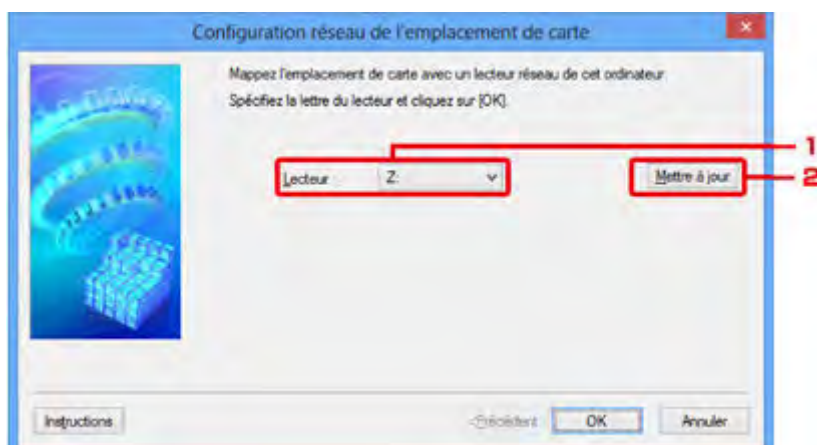 Configuration réseau de l'emplacement de carte
Mappez l'emplacement de carte avec un lecteur réseau de cet ordinateur
Spécifiez la lettre du lecteur et cliquez sur [OK].
1
Lecteur Z: Mettre à jour
2
Instructions <Précédent OK Annuler